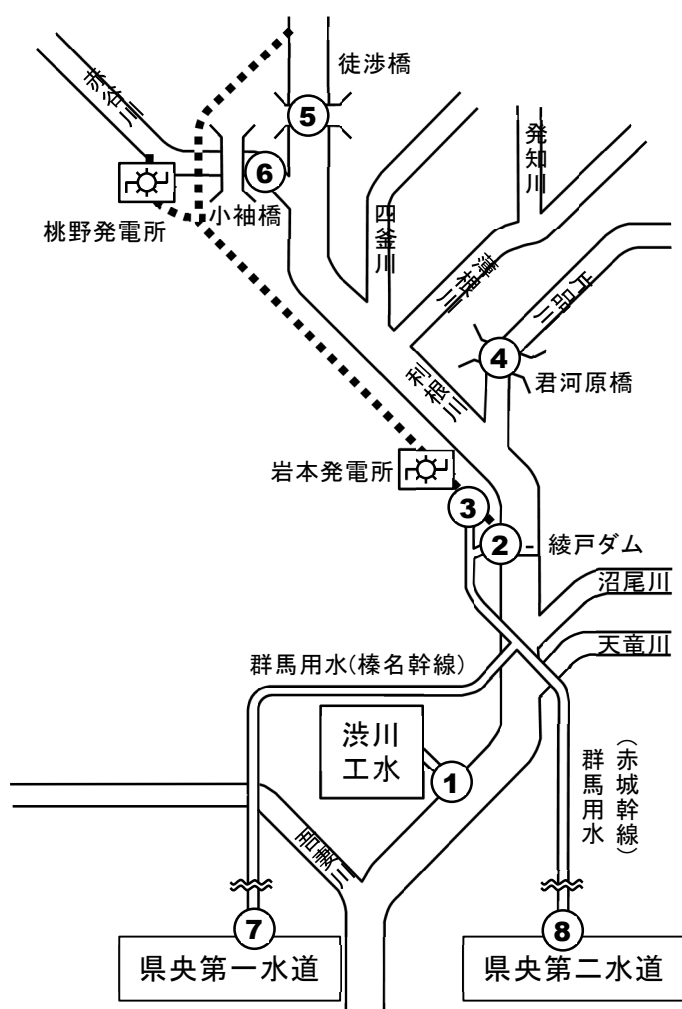 徒渉橋
赤谷川
5
発知川
6
小袖橋
桃野発電所
四釜川
薄根川
片品川
4
君河原橋
利根川
岩本発電所
3
2
綾戸ダム
沼尾川
天竜川
群馬用水(榛名幹線)
渋川
工水
1
群馬用水
(赤城幹線)
吾妻川
7
8
県央第一水道
県央第二水道